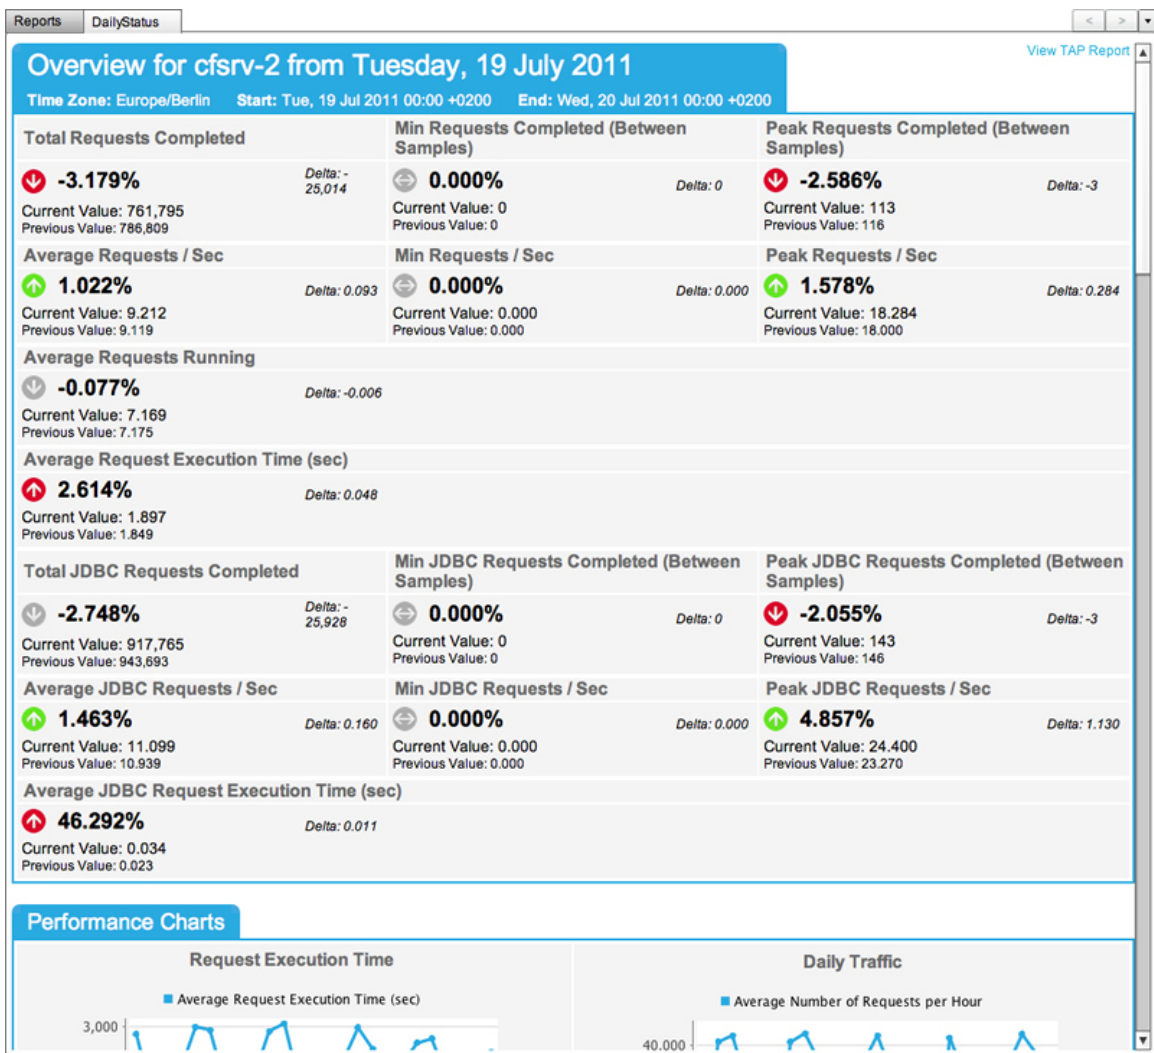 Reports DailyStatus
View TAP Report
Overview for cfsrv-2 from Tuesday, 19 July 2011
Time Zone: Europe/Berlin Start: Tue, 19 Jul 2011 00:00 +0200 End: Wed, 20 Jul 2011 00:00 +0200
Total Requests Completed
-3.179%
Delta: -
25,014
Current Value: 761,795
Previous Value: 786,809
Min Requests Completed (Between
Samples)
0.000%
Delta: 0
Current Value: 0
Previous Value: 0
Peak Requests Completed (Between
Samples)
-2.586%
Delta: -3
Current Value: 113
Previous Value: 116
Average Requests / Sec
1.022%
Delta: 0.093
Current Value: 9.212
Previous Value: 9.119
Min Requests / Sec
0.000%
Delta: 0.000
Current Value: 0.000
Previous Value: 0.000
Peak Requests / Sec
1.578%
Delta: 0.284
Current Value: 18.284
Previous Value: 18.000
Average Requests Running
-0.077%
Delta: -0.006
Current Value: 7.169
Previous Value: 7.175
Average Request Execution Time (sec)
2.614%
Delta: 0.048
Current Value: 1.897
Previous Value: 1.849
Total JDBC Requests Completed
-2.748%
Delta: -
25,928
Current Value: 917,765
Previous Value: 943,693
Min JDBC Requests Completed (Between
Samples)
0.000%
Delta: 0
Current Value: 0
Previous Value: 0
Peak JDBC Requests Completed (Between
Samples)
-2.055%
Delta: -3
Current Value: 143
Previous Value: 146
Average JDBC Requests / Sec
1.463%
Delta: 0.160
Current Value: 11.099
Previous Value: 10.939
Min JDBC Requests / Sec
0.000%
Delta: 0.000
Current Value: 0.000
Previous Value: 0.000
Peak JDBC Requests / Sec
4.857%
Delta: 1.130
Current Value: 24.400
Previous Value: 23.270
Average JDBC Request Execution Time (sec)
46.292%
Delta: 0.011
Current Value: 0.034
Previous Value: 0.023
Performance Charts
Request Execution Time
Average Request Execution Time (sec)
3,000
Daily Traffic
Average Number of Requests per Hour
40.000